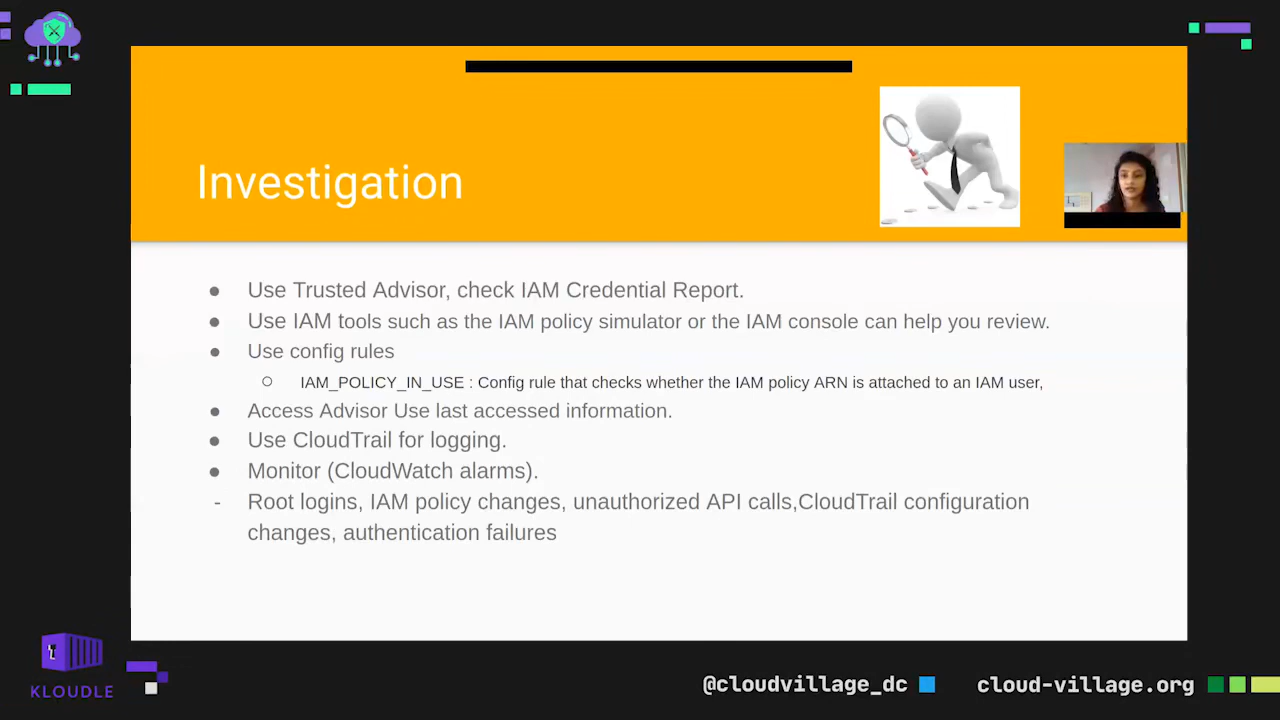 Investigation
● Use Trusted Advisor, check IAM Credential Report.
● Use IAM tools such as the IAM policy simulator or the IAM console can help you review.
● Use config rules
○ IAM_POLICY_IN_USE : Config rule that checks whether the IAM policy ARN is attached to an IAM user,
● Access Advisor Use last accessed information.
● Use CloudTrail for logging.
● Monitor (CloudWatch alarms).
- Root logins, IAM policy changes, unauthorized API calls,CloudTrail configuration
changes, authentication failures
KLOUDLE
@cloudvillage_dc
cloud-village.org